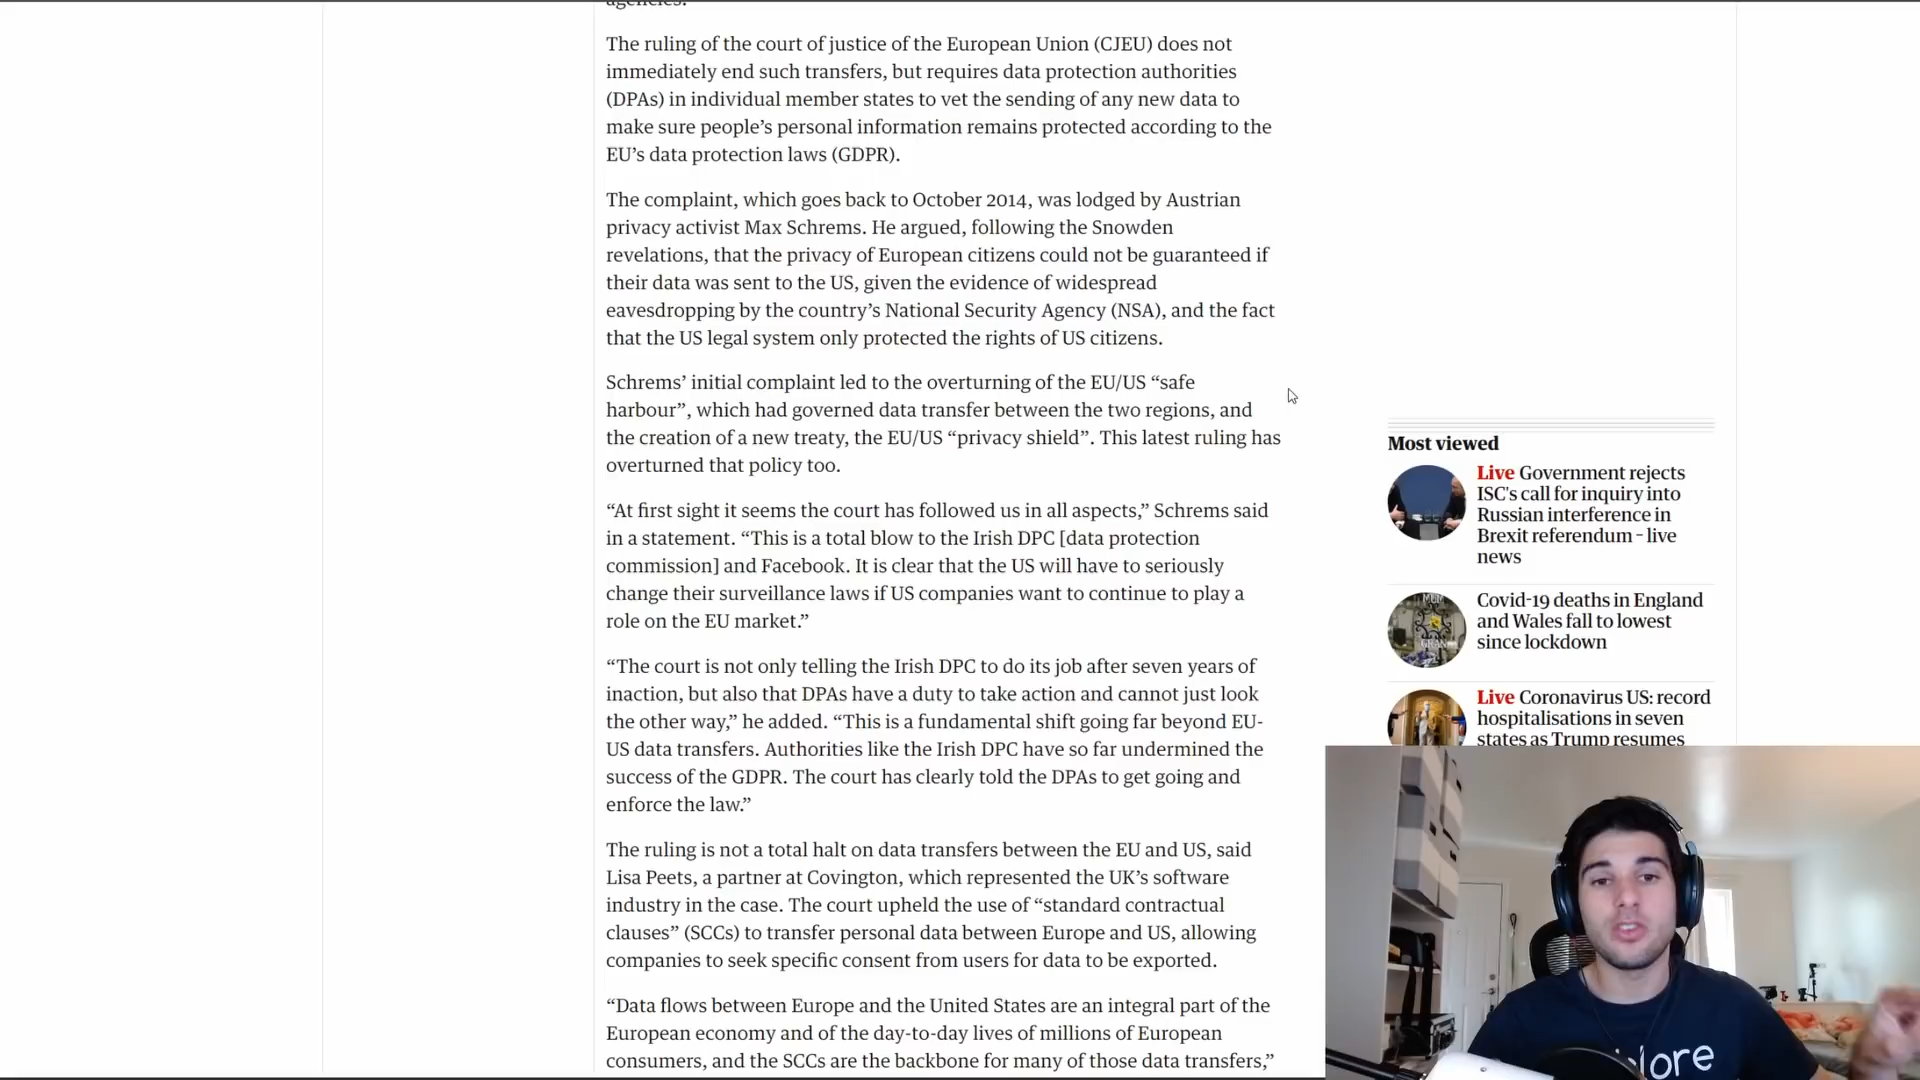 agencies.
The ruling of the court of justice of the European Union (CJEU) does not
immediately end such transfers, but requires data protection authorities
(DPAs) in individual member states to vet the sending of any new data to
make sure people’s personal information remains protected according to the
EU’s data protection laws (GDPR).
The complaint, which goes back to October 2014, was lodged by Austrian
privacy activist Max Schrems. He argued, following the Snowden
revelations, that the privacy of European citizens could not be guaranteed if
their data was sent to the US, given the evidence of widespread
eavesdropping by the country’s National Security Agency (NSA), and the fact
that the US legal system only protected the rights of US citizens.
Schrems’ initial complaint led to the overturning of the EU/US “safe
harbour”, which had governed data transfer between the two regions, and
the creation of a new treaty, the EU/US “privacy shield”. This latest ruling has
overturned that policy too.
“At first sight it seems the court has followed us in all aspects,” Schrems said
in a statement. “This is a total blow to the Irish DPC [data protection
commission] and Facebook. It is clear that the US will have to seriously
change their surveillance laws if US companies want to continue to play a
role on the EU market.”
“The court is not only telling the Irish DPC to do its job after seven years of
inaction, but also that DPAs have a duty to take action and cannot just look
the other way,” he added. “This is a fundamental shift going far beyond EU-
US data transfers. Authorities like the Irish DPC have so far undermined the
success of the GDPR. The court has clearly told the DPAs to get going and
enforce the law.”
The ruling is not a total halt on data transfers between the EU and US, said
Lisa Peets, a partner at Covington, which represented the UK’s software
industry in the case. The court upheld the use of “standard contractual
clauses” (SCCs) to transfer personal data between Europe and US, allowing
companies to seek specific consent from users for data to be exported.
“Data flows between Europe and the United States are an integral part of the
European economy and of the day-to-day lives of millions of European
consumers, and the SCCs are the backbone for many of those data transfers,”
Most viewed
Live Government rejects
ISC's call for inquiry into
Russian interference in
Brexit referendum – live
news
Covid-19 deaths in England
and Wales fall to lowest
since lockdown
Live Coronavirus US: record
hospitalisations in seven
states as Trump resumes